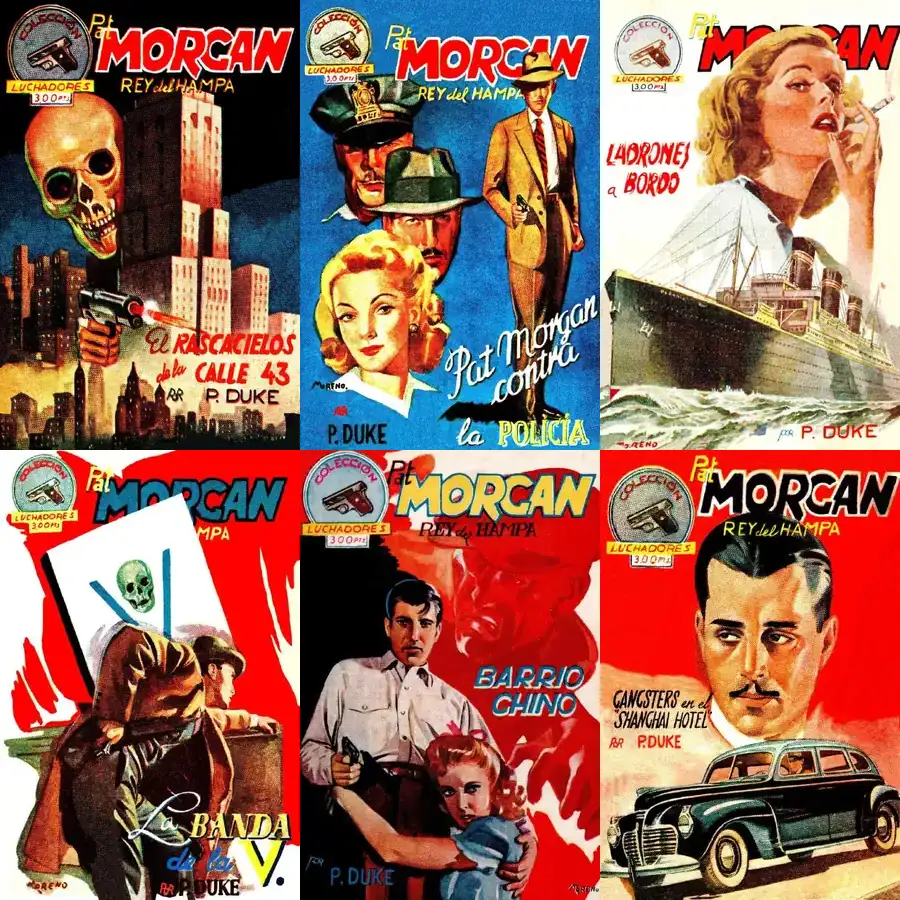 COLECCIÓN
LUCHADORES
3.00 Pts
Pat
MORGAN
REY del HAMPA
El RASCACIELOS
de la CALLE 43
POR P. DUKE
COLECCIÓN
LUCHADORES
3.00 Pts
Pat
MORGAN
REY del HAMPA
Pat Morgan
contra
la POLICÍA
MORENO.
POR
P. DUKE
COLECCIÓN
LUCHADORES
3.00 Pts
Pat
MORGAN
LADRONES
a BORDO
MORENO
por P. DUKE
COLECCIÓN
LUCHADORES
3.00 Pts
Pat
MORGAN
HAMPA
V
La BANDA
de la V.
MORENO
POR P. DUKE
COLECCIÓN
LUCHADORES
3.00 Pts
Pat
MORGAN
REY del HAMPA
BARRIO
CHINO
por
P. DUKE
MORENO
COLECCIÓN
LUCHADORES
3.00 Pts
Pat
MORGAN
REY del HAMPA
GANGSTERS en el
"SHANGHAI HOTEL"
POR P. DUKE